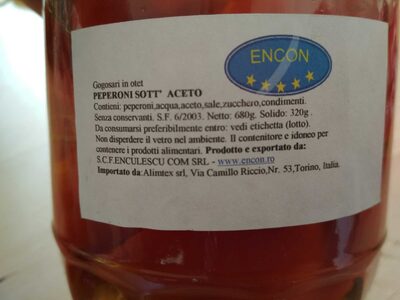 ENCON
Gogosari in otet
PEPERONI SOTT' ACETO
Contieni: peperoni,acqua,aceto,sale,zucchero,condimenti.
Senza conservanti. S.F. 6/2003. Netto: 680g. Solido: 320g.
Da consumarsi preferibilmente entro: vedi etichetta (lotto).
Non disperdere il vetro nel ambiente. Il contenitore e idoneo per
contenere i prodotti alimentari. Prodotto e exportato da:
S.C.F.ENCULESCU COM SRL - www.encon.ro
Importato da:Alimtex srl, Via Camillo Riccio,Nr. 53,Torino, Italia.